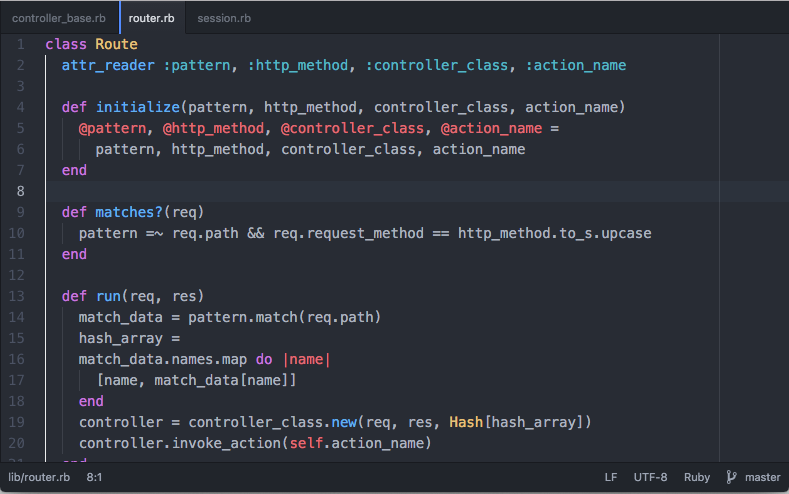 controller_base.rb router.rb session.rb
1 class Route
2 attr_reader :pattern, :http_method, :controller_class, :action_name
3
4 def initialize(pattern, http_method, controller_class, action_name)
5 @pattern, @http_method, @controller_class, @action_name =
6 pattern, http_method, controller_class, action_name
7 end
8
9 def matches?(req)
10 pattern =~ req.path && req.request_method == http_method.to_s.upcase
11 end
12
13 def run(req, res)
14 match_data = pattern.match(req.path)
15 hash_array =
16 match_data.names.map do |name|
17 [name, match_data[name]]
18 end
19 controller = controller_class.new(req, res, Hash[hash_array])
20 controller.invoke_action(self.action_name)
21 end
lib/router.rb 8:1 LF UTF-8 Ruby master